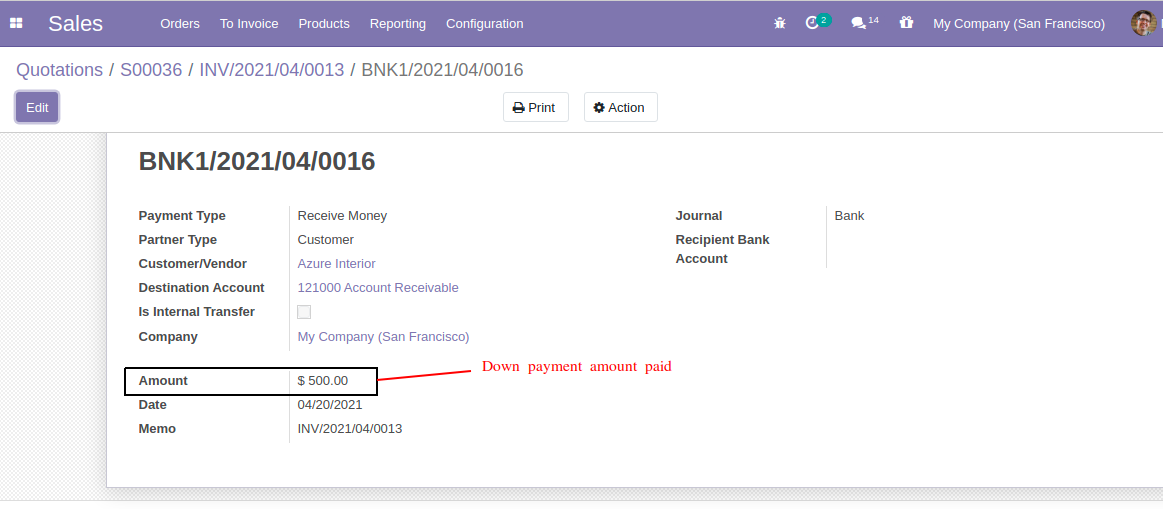 Sales Orders To Invoice Products Reporting Configuration 2 14 My Company (San Francisco)
Quotations / S00036 / INV/2021/04/0013 / BNK1/2021/04/0016
Edit Print Action
BNK1/2021/04/0016
Payment Type Receive Money Journal Bank
Partner Type Customer Recipient Bank
Account
Customer/Vendor Azure Interior
Destination Account 121000 Account Receivable
Is Internal Transfer
Company My Company (San Francisco)
Down payment amount paid
Amount $ 500.00
Date 04/20/2021
Memo INV/2021/04/0013